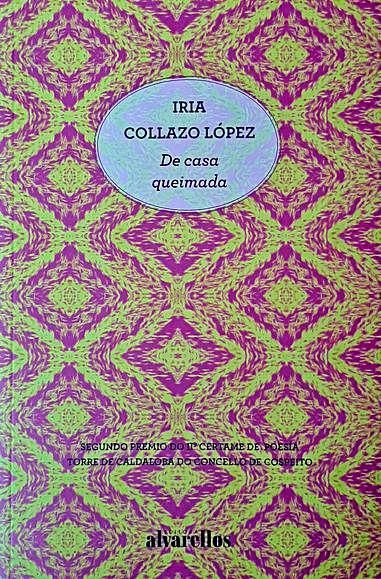 IRIA
COLLAZO LÓPEZ
De casa
queimada
SEGUNDO PREMIO DO IIº CERTAME DE POESÍA
TORRE DE CALDALOBA DO CONCELLO DE COSPEITO
alvarellos